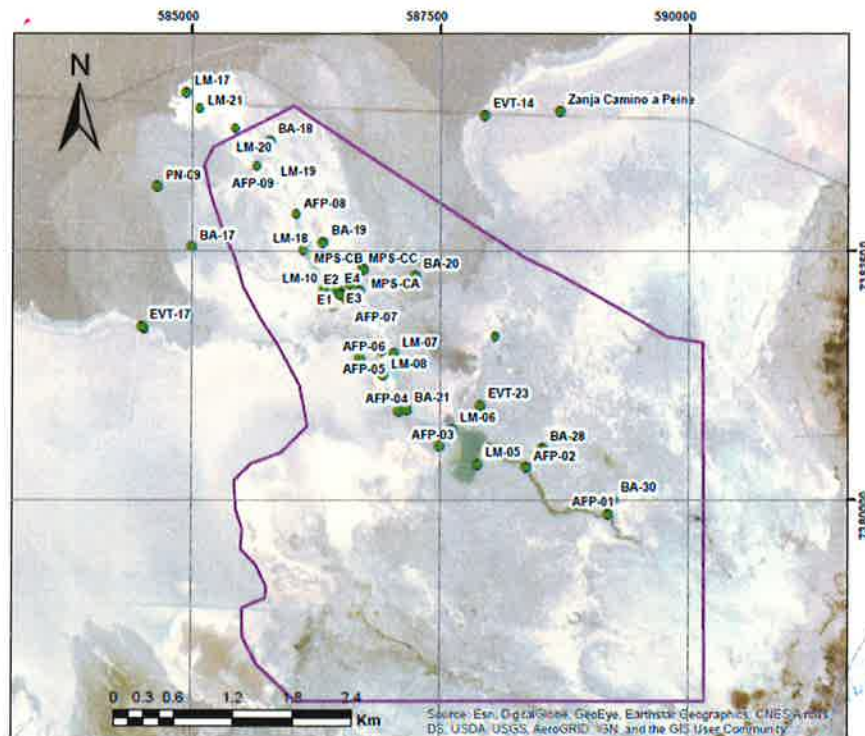 585000 587500 590000
N
LM-17
LM-21
EVT-14
Zanja Camino a Peine
BA-18
LM-20
LM-19
AFP-09
PN-09
AFP-08
BA-19
BA-17
LM-18
MPS-CB
MPS-CC
BA-20
LM-10
E2
E4
MPS-CA
E1
E3
AFP-07
EVT-17
AFP-06
LM-07
AFP-05
LM-08
AFP-04
BA-21
EVT-23
LM-06
AFP-03
BA-28
LM-05
AFP-02
BA-30
AFP-01
7380000
0 0.3 0.6 1.2 1.8 2.4
Km
Source: Esri, DigitalGlobe, GeoEye, Earthstar Geographics, CNES/Airbus
DS, USDA, USGS, AeroGRID, IGN, and the GIS User Community